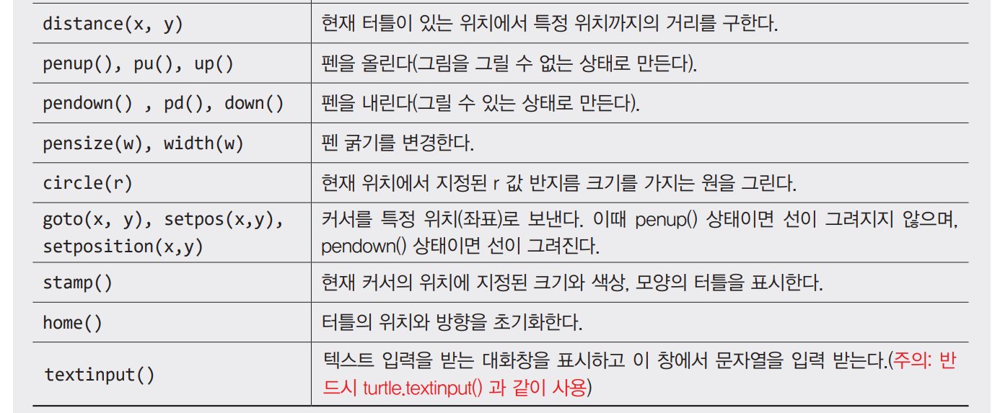 distance(x, y) 현재 터틀이 있는 위치에서 특정 위치까지의 거리를 구한다.
penup(), pu(), up() 펜을 올린다(그림을 그릴 수 없는 상태로 만든다).
pendown() , pd(), down() 펜을 내린다(그릴 수 있는 상태로 만든다).
pensize(w), width(w) 펜 굵기를 변경한다.
circle(r) 현재 위치에서 지정된 r 값 반지름 크기를 가지는 원을 그린다.
goto(x, y), setpos(x,y),
setposition(x,y)
커서를 특정 위치(좌표)로 보낸다. 이때 penup() 상태이면 선이 그려지지 않으며,
pendown() 상태이면 선이 그려진다.
stamp() 현재 커서의 위치에 지정된 크기와 색상, 모양의 터틀을 표시한다.
home() 터틀의 위치와 방향을 초기화한다.
textinput()
텍스트 입력을 받는 대화창을 표시하고 이 창에서 문자열을 입력 받는다.(주의: 반
드시 turtle.textinput() 과 같이 사용)